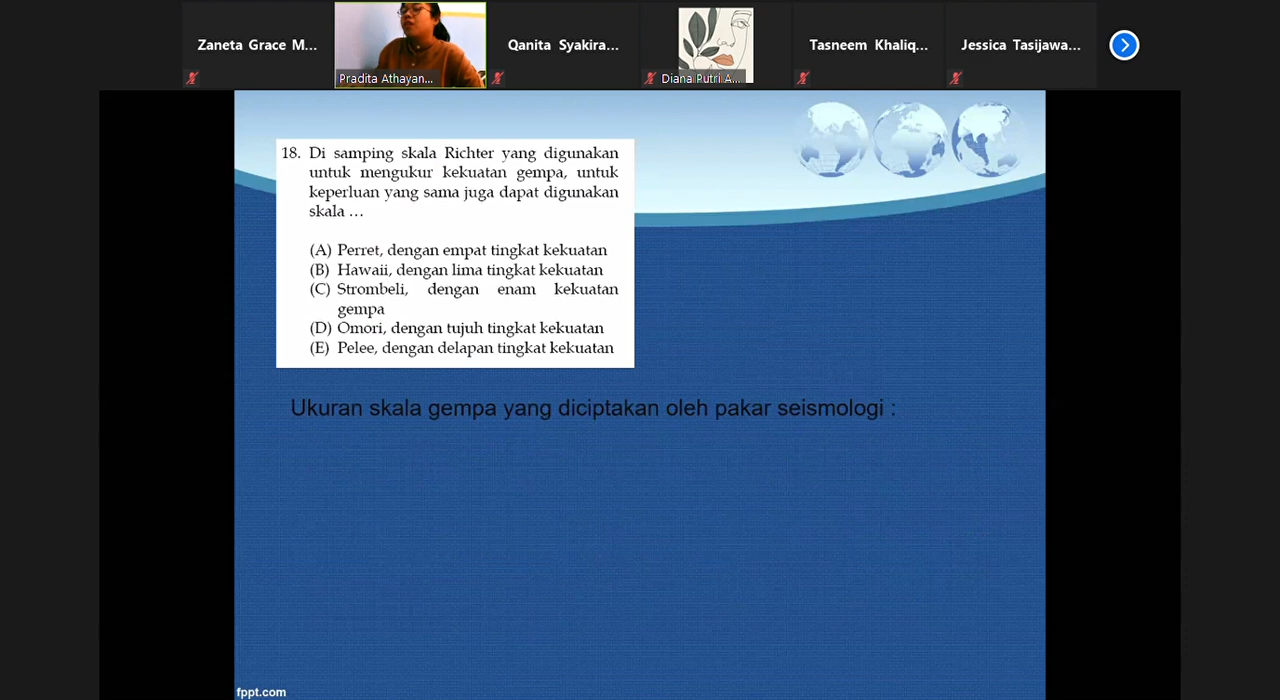 Zaneta Grace M...
Pradita Athayan...
Qanita Syakira...
Diana Putri A...
Tasneem Khaliq...
Jessica Tasijawa...
18. Di samping skala Richter yang digunakan
untuk mengukur kekuatan gempa, untuk
keperluan yang sama juga dapat digunakan
skala ...
(A) Perret, dengan empat tingkat kekuatan
(B) Hawaii, dengan lima tingkat kekuatan
(C) Strombeli, dengan enam kekuatan
gempa
(D) Omori, dengan tujuh tingkat kekuatan
(E) Pelee, dengan delapan tingkat kekuatan
Ukuran skala gempa yang diciptakan oleh pakar seismologi :
fppt.com